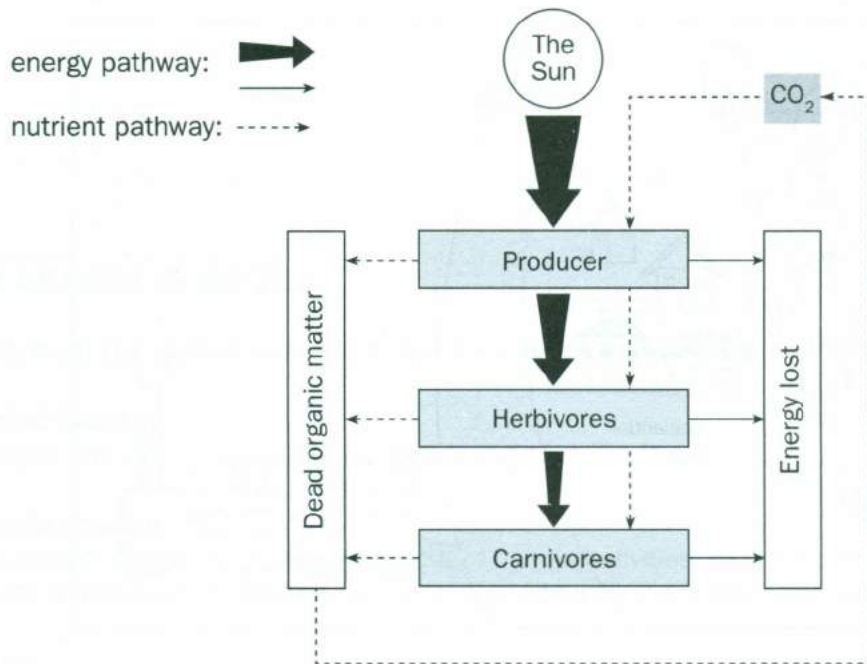 energy pathway:
nutrient pathway:
The
Sun
CO₂
Producer
Herbivores
Carnivores
Dead organic matter
Energy lost